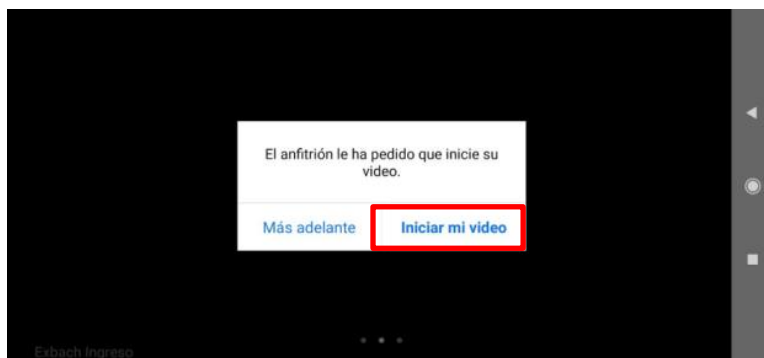 El anfitrión le ha pedido que inicie su
video.
Más adelante Iniciar mi video
Exbach Ingreso